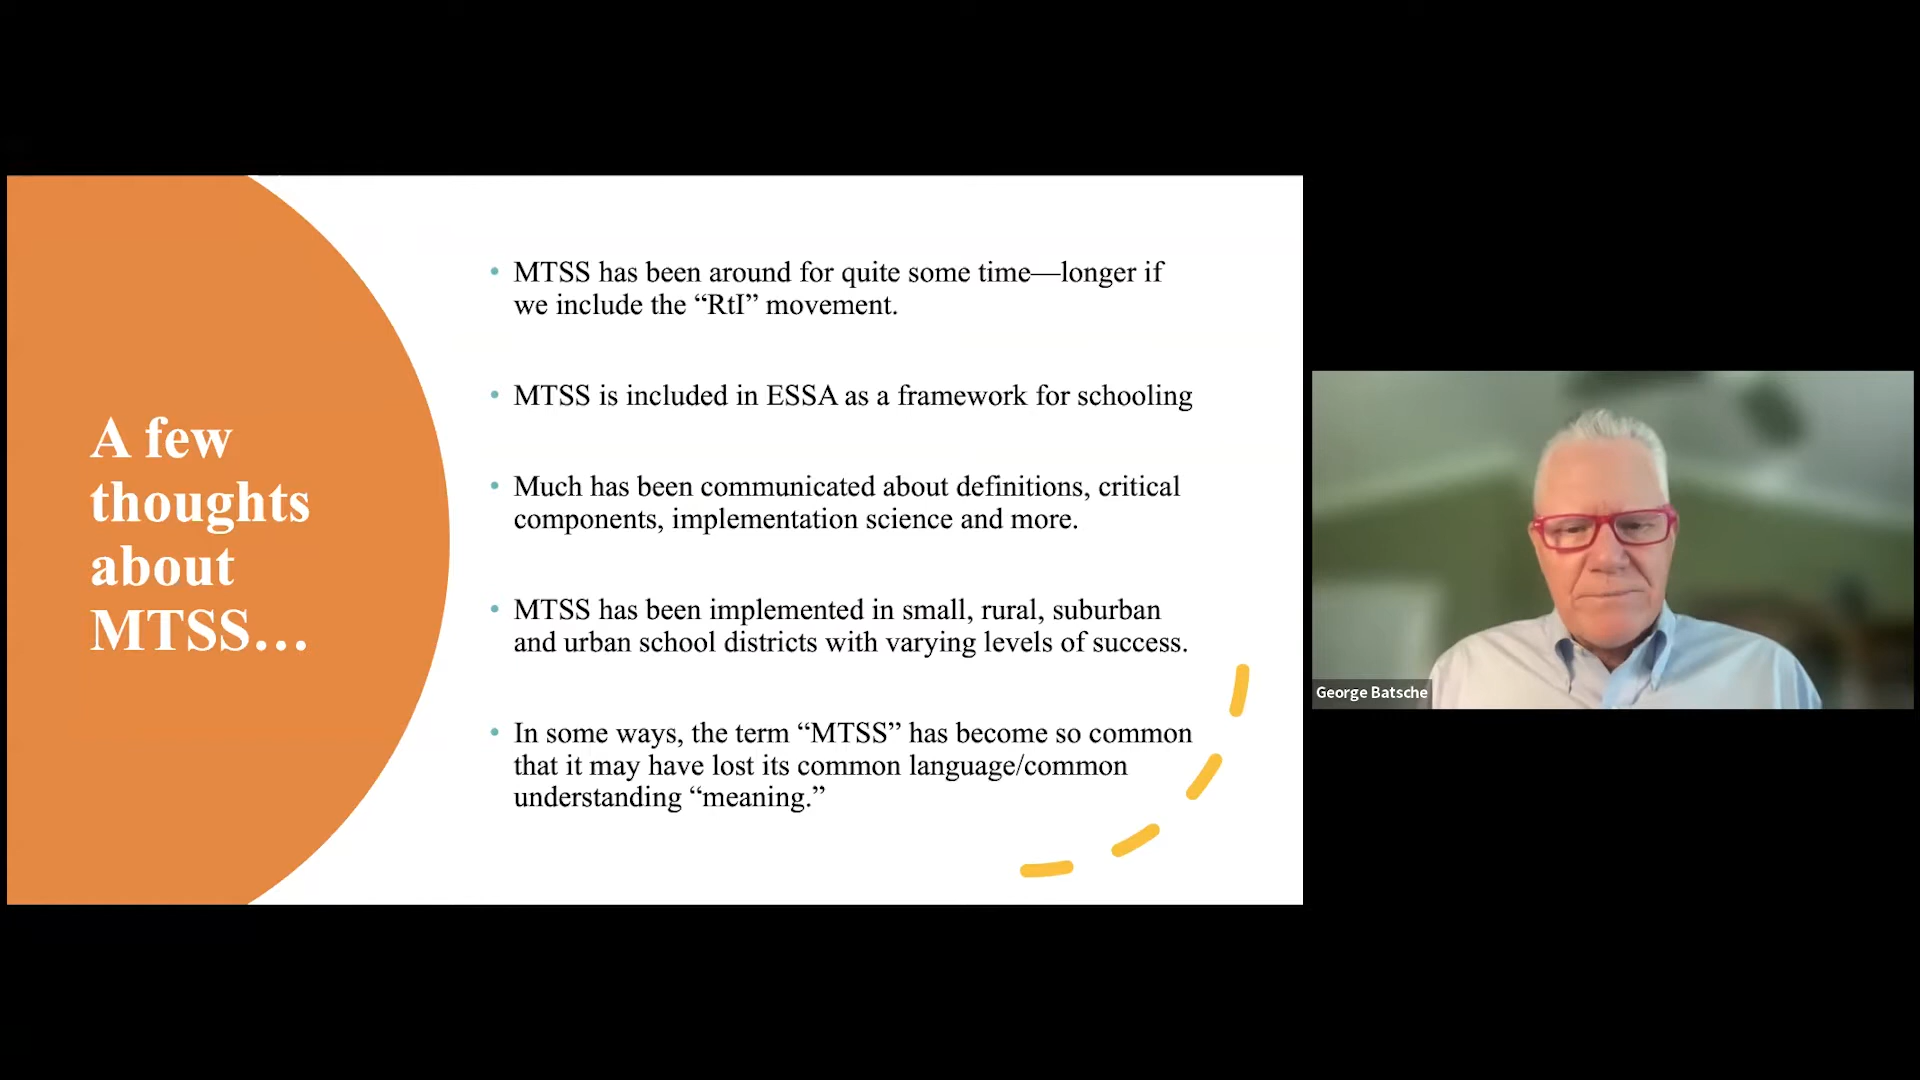 A few
thoughts
about
MTSS...
• MTSS has been around for quite some time—longer if
we include the “RtI” movement.
• MTSS is included in ESSA as a framework for schooling
• Much has been communicated about definitions, critical
components, implementation science and more.
• MTSS has been implemented in small, rural, suburban
and urban school districts with varying levels of success.
• In some ways, the term “MTSS” has become so common
that it may have lost its common language/common
understanding “meaning.”
George Batsche